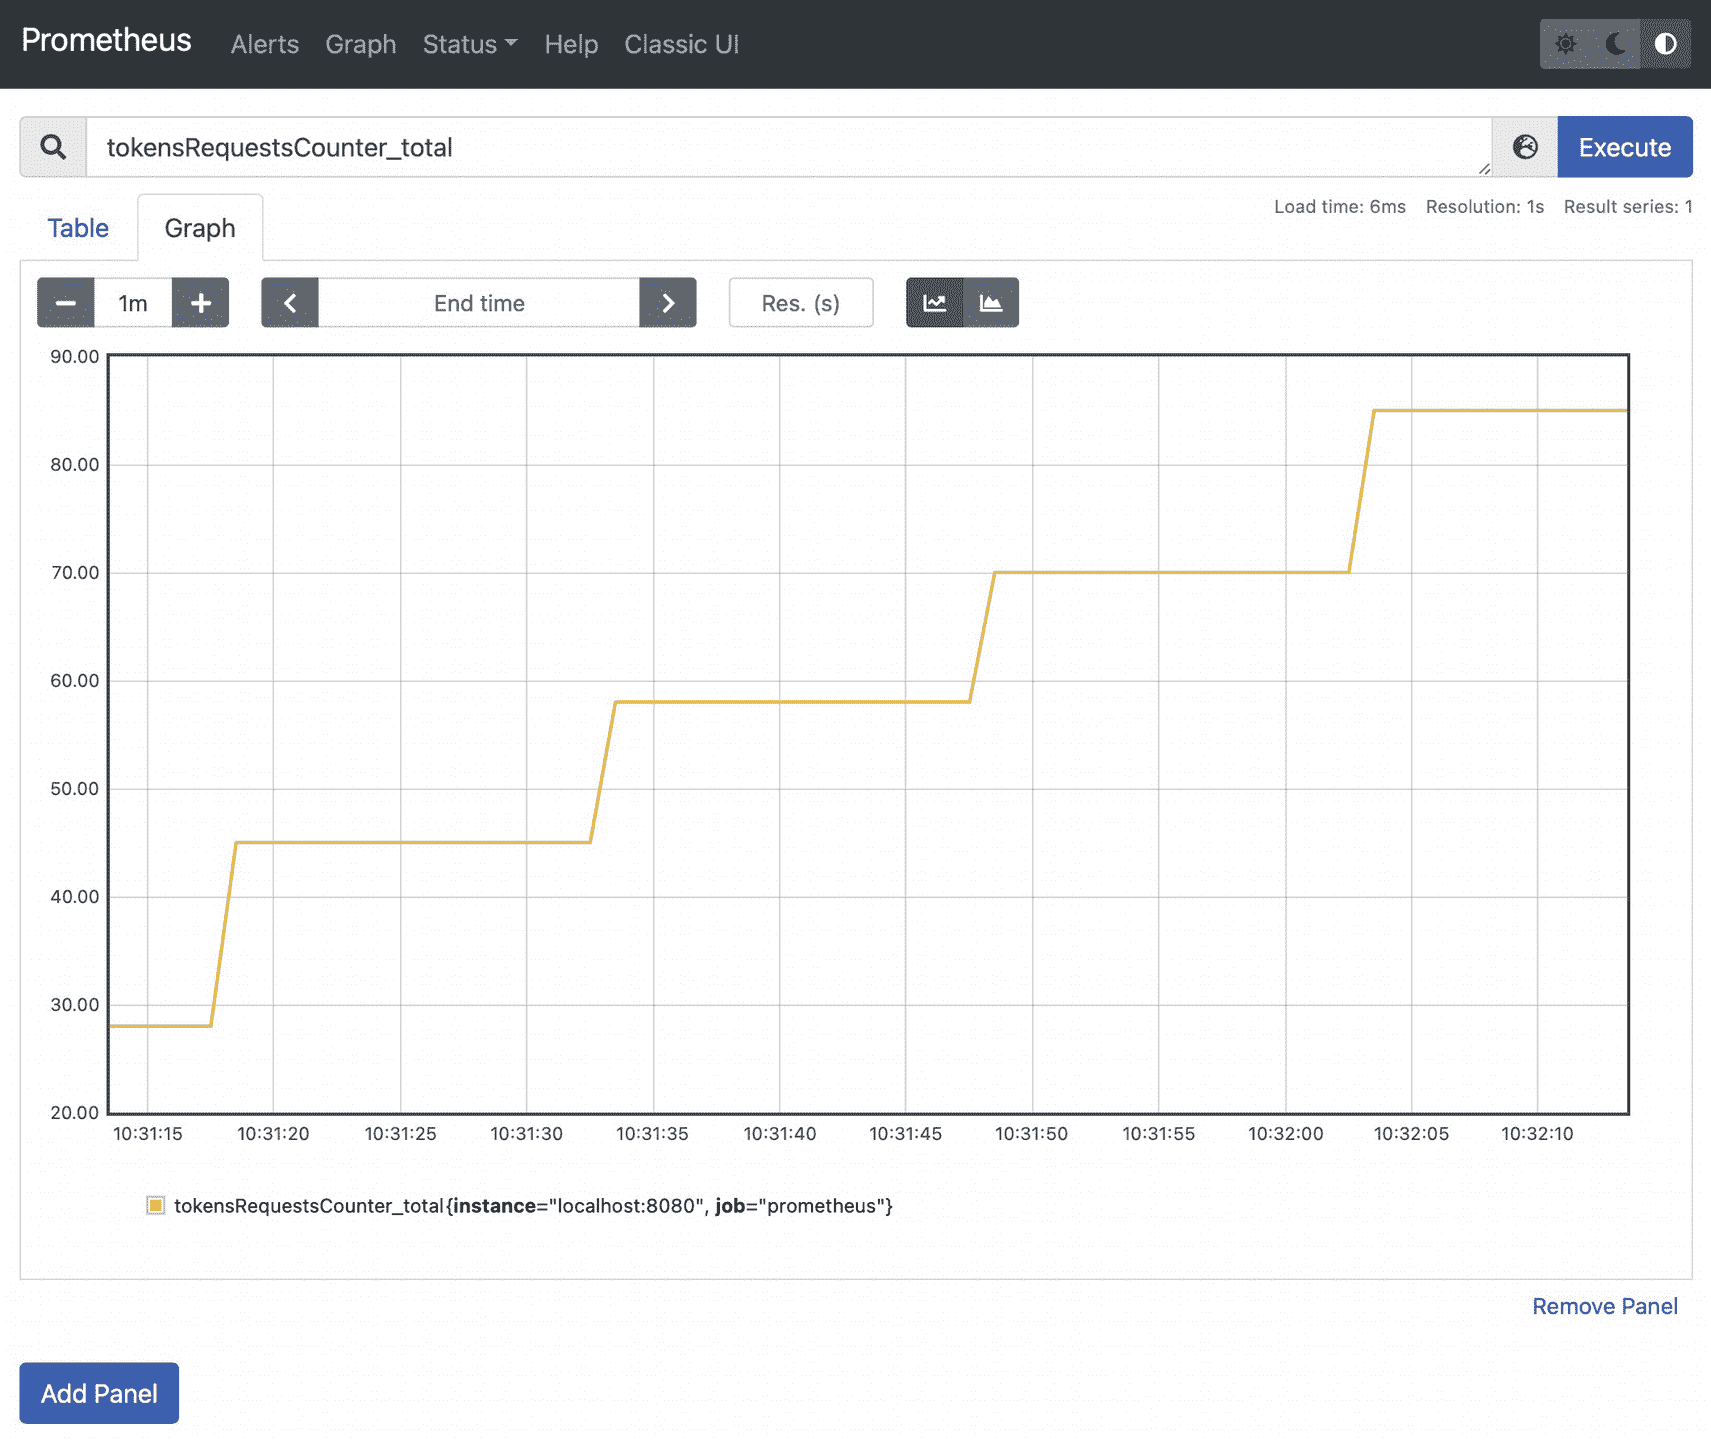 Prometheus Alerts Graph Status Help Classic UI
tokensRequestsCounter_total Execute
Load time: 6ms Resolution: 1s Result series: 1
Table Graph
1m End time Res. (s)
90.00
80.00
70.00
60.00
50.00
40.00
30.00
20.00
10:31:15 10:31:20 10:31:25 10:31:30 10:31:35 10:31:40 10:31:45 10:31:50 10:31:55 10:32:00 10:32:05 10:32:10
tokensRequestsCounter_total{instance="localhost:8080", job="prometheus"}
Remove Panel
Add Panel